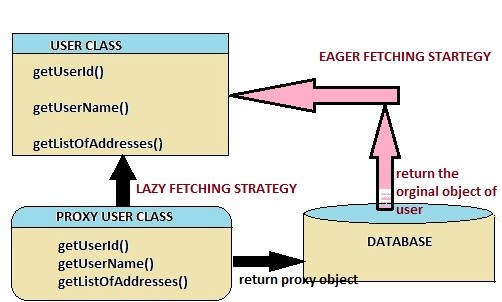 USER CLASS
getUserId()
getUserName()
getListOfAddresses()
EAGER FETCHING STARTEGY
LAZY FETCHING STRATEGY
return the
orginal object of
user
PROXY USER CLASS
getUserId()
getUserName()
getListOfAddresses()
return proxy object
DATABASE